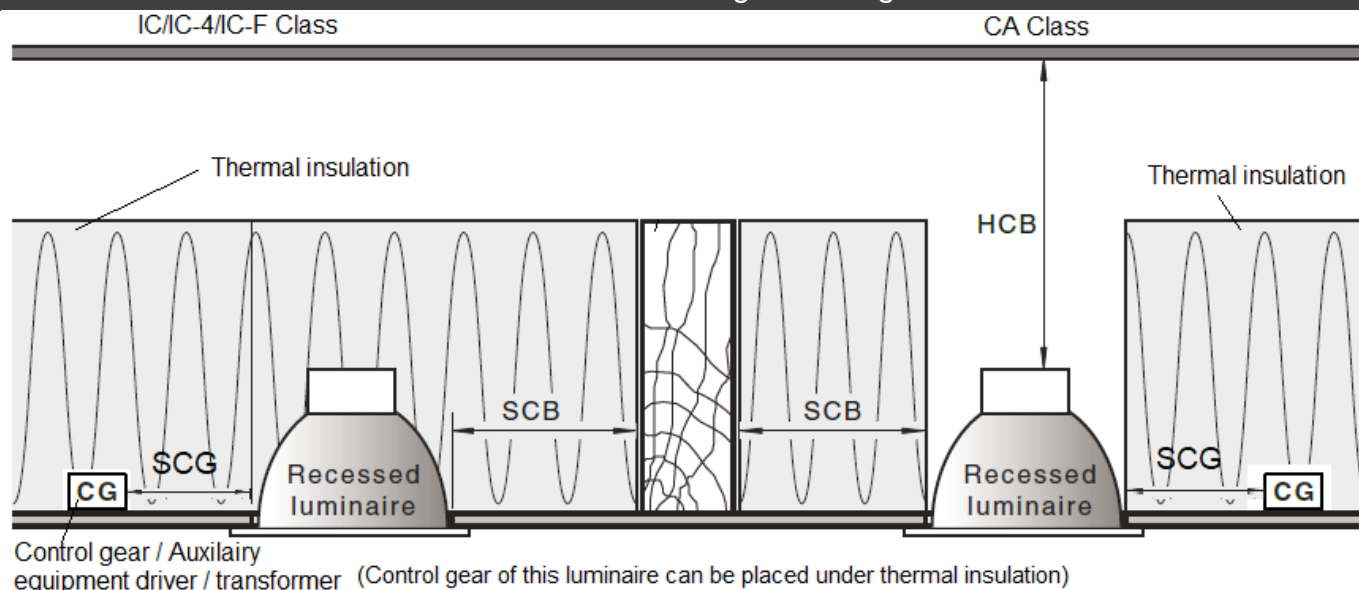 IC/IC-4/IC-F Class
CA Class
Thermal insulation
Thermal insulation
HCB
SCB
SCB
SCG
SCG
CG
Recessed
luminaire
Recessed
luminaire
CG
Control gear / Auxilairy
equipment driver / transformer
(Control gear of this luminaire can be placed under thermal insulation)